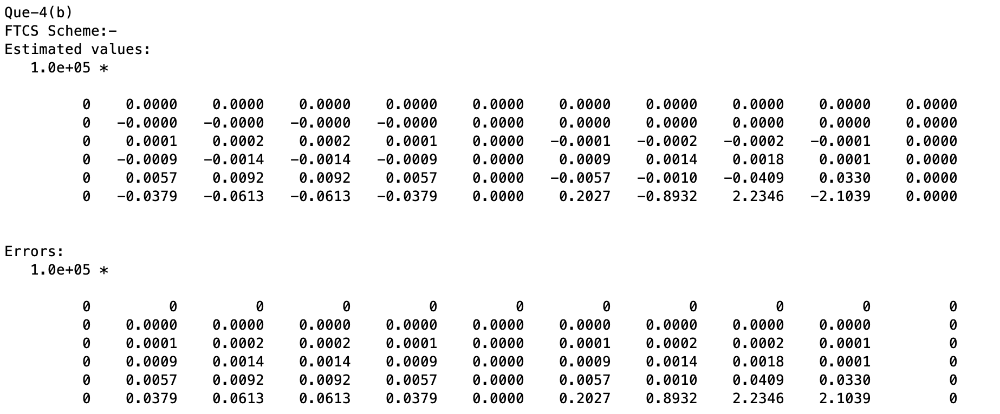 Que-4(b)
FTCS Scheme:-
Estimated values:
1.0e+05 *
0 0.0000 0.0000 0.0000 0.0000 0.0000 0.0000 0.0000 0.0000 0.0000 0.0000
0 -0.0000 -0.0000 -0.0000 -0.0000 0.0000 0.0000 0.0000 0.0000 0.0000 0.0000
0 0.0001 0.0002 0.0002 0.0001 0.0000 -0.0001 -0.0002 -0.0002 -0.0001 0.0000
0 -0.0009 -0.0014 -0.0014 -0.0009 0.0000 0.0009 0.0014 0.0018 0.0001 0.0000
0 0.0057 0.0092 0.0092 0.0057 0.0000 -0.0057 -0.0010 -0.0409 0.0330 0.0000
0 -0.0379 -0.0613 -0.0613 -0.0379 0.0000 0.2027 -0.8932 2.2346 -2.1039 0.0000
Errors:
1.0e+05 *
0 0 0 0 0 0 0 0 0 0 0
0 0.0000 0.0000 0.0000 0.0000 0.0000 0.0000 0.0000 0.0000 0.0000 0
0 0.0001 0.0002 0.0002 0.0001 0.0000 0.0001 0.0002 0.0002 0.0001 0
0 0.0009 0.0014 0.0014 0.0009 0.0000 0.0009 0.0014 0.0018 0.0001 0
0 0.0057 0.0092 0.0092 0.0057 0.0000 0.0057 0.0010 0.0409 0.0330 0
0 0.0379 0.0613 0.0613 0.0379 0.0000 0.2027 0.8932 2.2346 2.1039 0